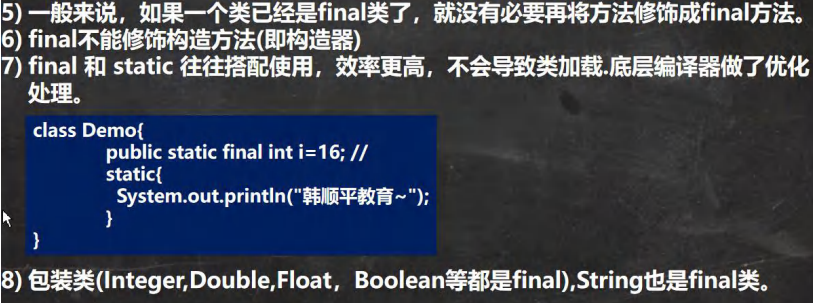 5) 一般来说，如果一个类已经是final类了，就没有必要再将方法修饰成final方法。
6) final不能修饰构造方法(即构造器)
7) final 和 static 往往搭配使用，效率更高，不会导致类加载.底层编译器做了优化
处理。
class Demo{
public static final int i=16; //
static{
System.out.println("韩顺平教育~");
}
}
8) 包装类(Integer,Double,Float，Boolean等都是final),String也是final类。